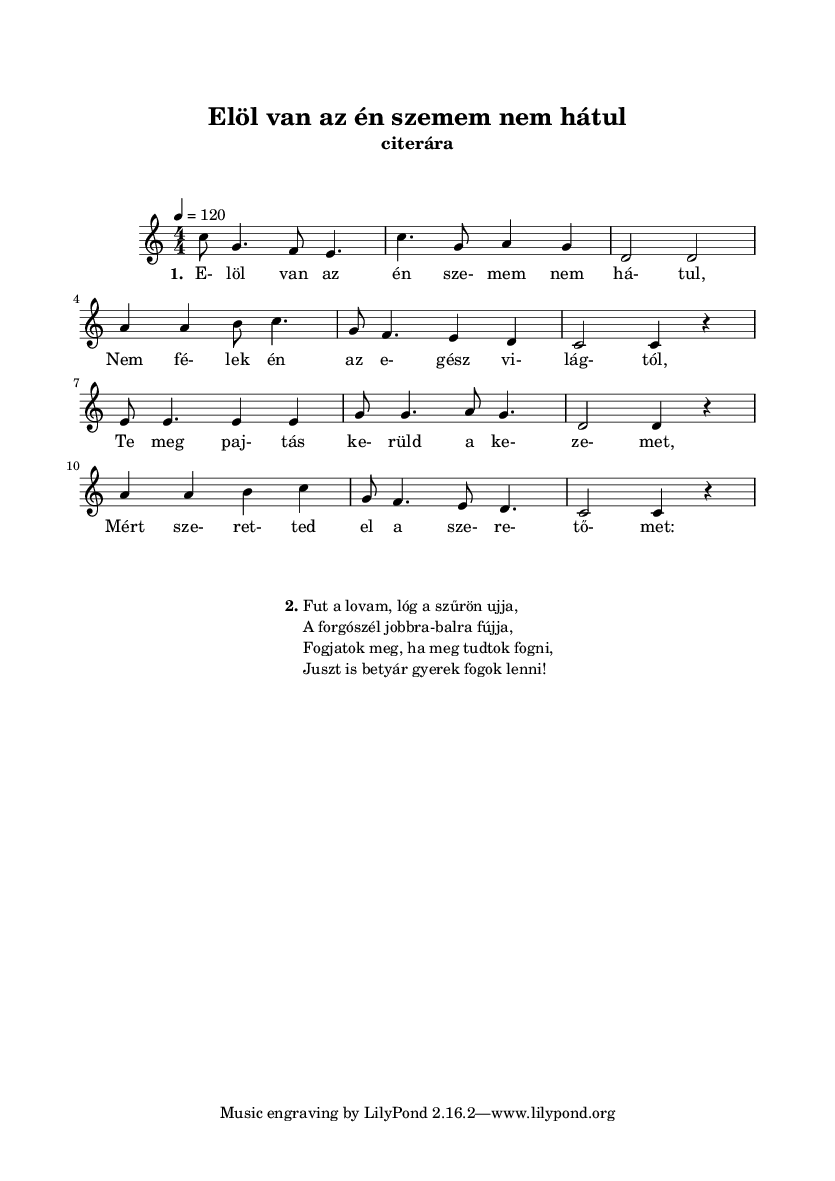 Elöl van az én szemem nem hátul
citerára
= 120
4
4
1. E- löl van az én sze- mem nem há- tul,
4
Nem fé- lek én az e- gész vi- lág- tól,
7
Te meg paj- tás ke- rüld a ke- ze- met,
10
Mért sze- ret- ted el a sze- re- tő- met:
2. Fut a lovam, lóg a szűrön ujja,
A forgószél jobbra-balra fújja,
Fogjatok meg, ha meg tudtok fogni,
Juszt is betyár gyerek fogok lenni!
Music engraving by LilyPond 2.16.2—www.lilypond.org